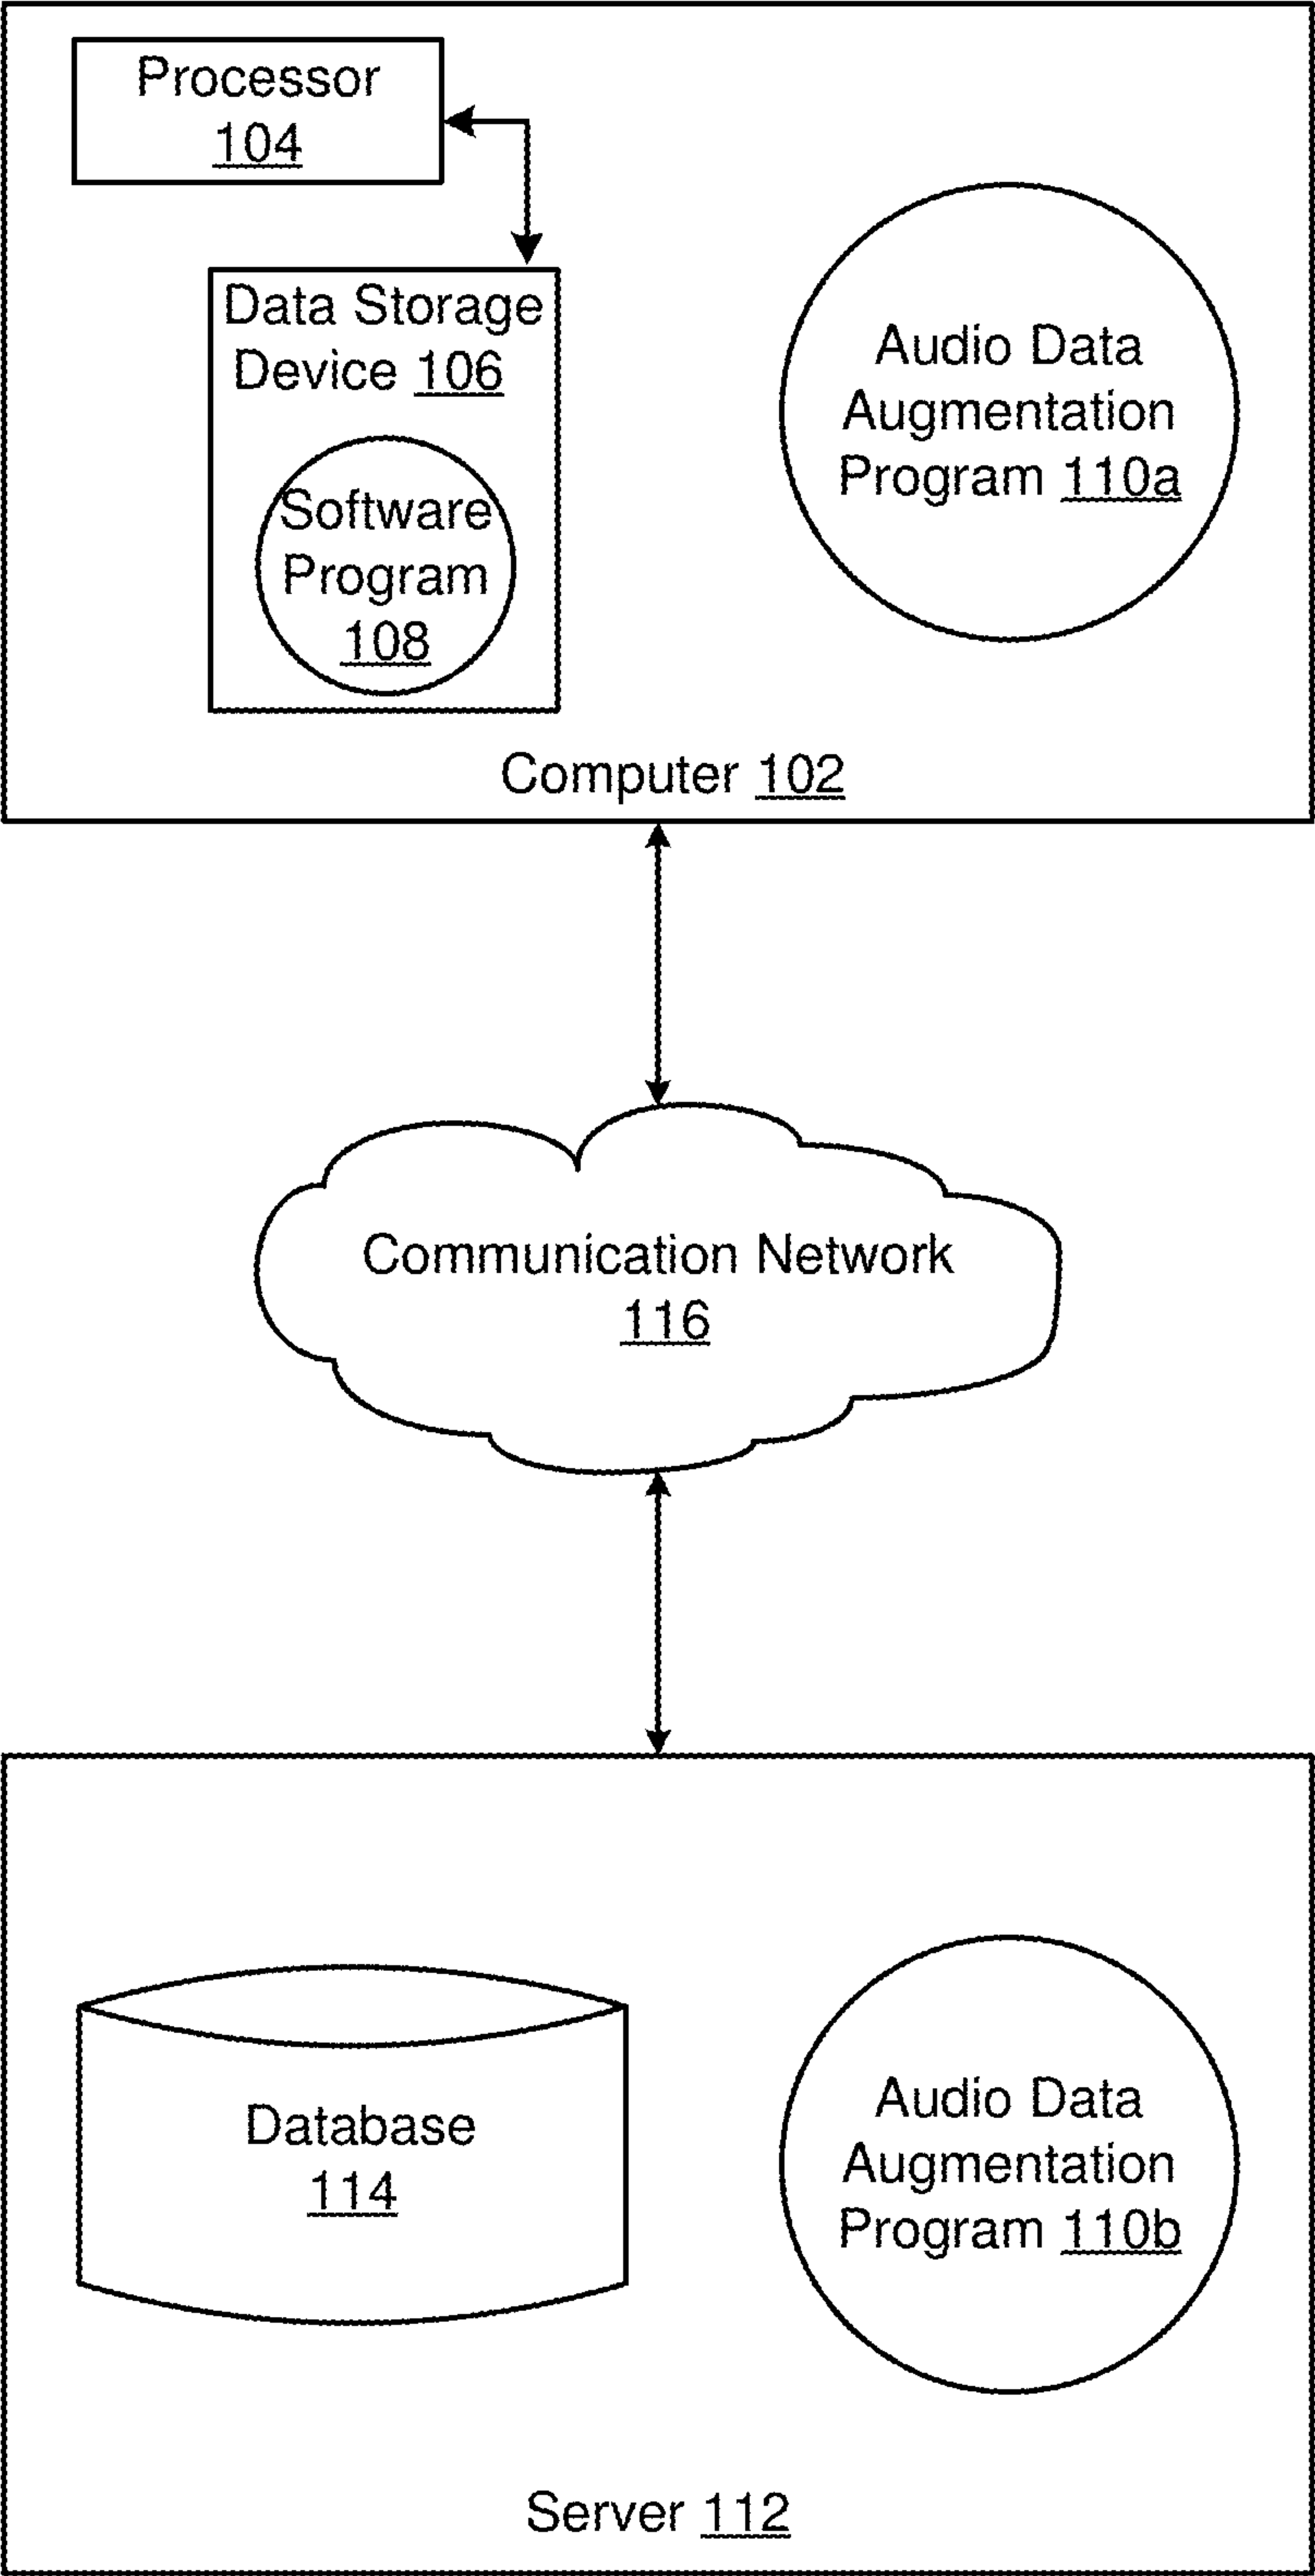 Processor
104
Data Storage
Device 106
Software
Program
108
Audio Data
Augmentation
Program 110a
Computer 102
Communication Network
116
Database
114
Audio Data
Augmentation
Program 110b
Server 112